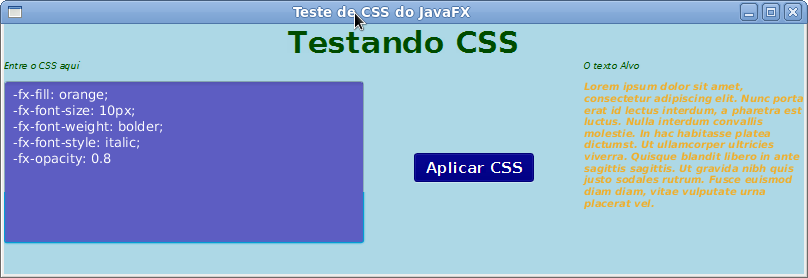 Teste de CSS do JavaFX
Testando CSS
Entre o CSS aqui
-fx-fill: orange;
-fx-font-size: 10px;
-fx-font-weight: bolder;
-fx-font-style: italic;
-fx-opacity: 0.8
Aplicar CSS
O texto Alvo
Lorem ipsum dolor sit amet,
consectetur adipiscing elit. Nunc porta
erat id lectus interdum, a pharetra est
luctus. Nulla interdum convallis
molestie. In hac habitasse platea
dictumst. Ut ullamcorper ultricies
viverra. Quisque blandit libero in ante
sagittis sagittis. Ut gravida nibh quis
justo sodales rutrum. Fusce euismod
diam diam, vitae vulputate urna
placerat vel.